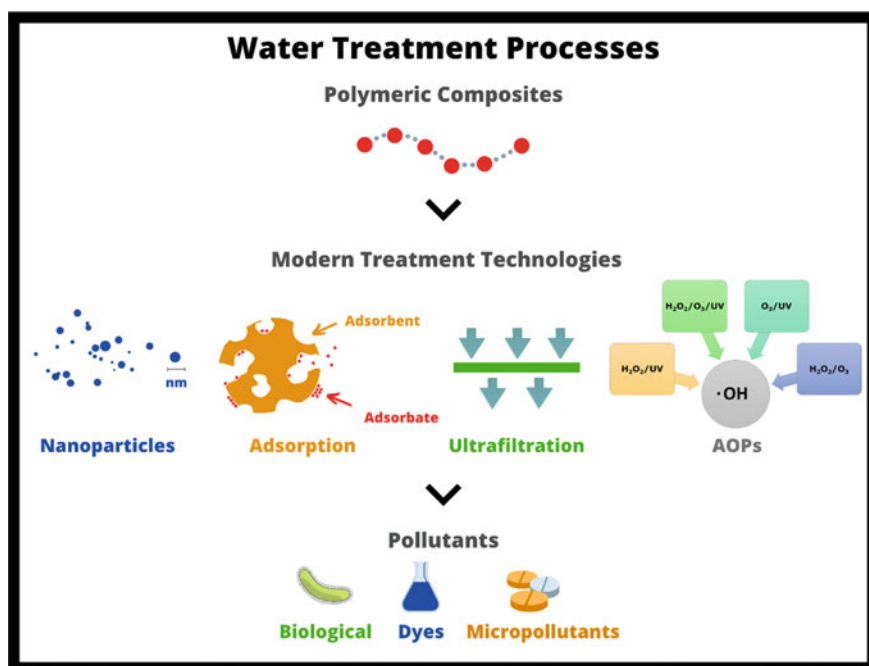 Water Treatment Processes
Polymeric Composites
Modern Treatment Technologies
H₂O₂/O₃/UV
O₃/UV
Adsorbent
H₂O₂/UV
H₂O₂/O₃
nm
·OH
Adsorbate
Nanoparticles
Adsorption
Ultrafiltration
AOPs
Pollutants
Biological
Dyes
Micropollutants